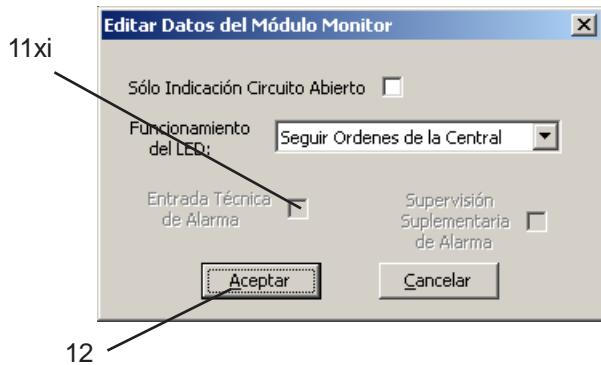 Editar Datos del Módulo Monitor
11xi
Sólo Indicación Circuito Abierto
Funcionamiento
del LED:
Seguir Ordenes de la Central
Entrada Técnica
de Alarma
Supervisión
Suplementaria
de Alarma
Aceptar
Cancelar
12